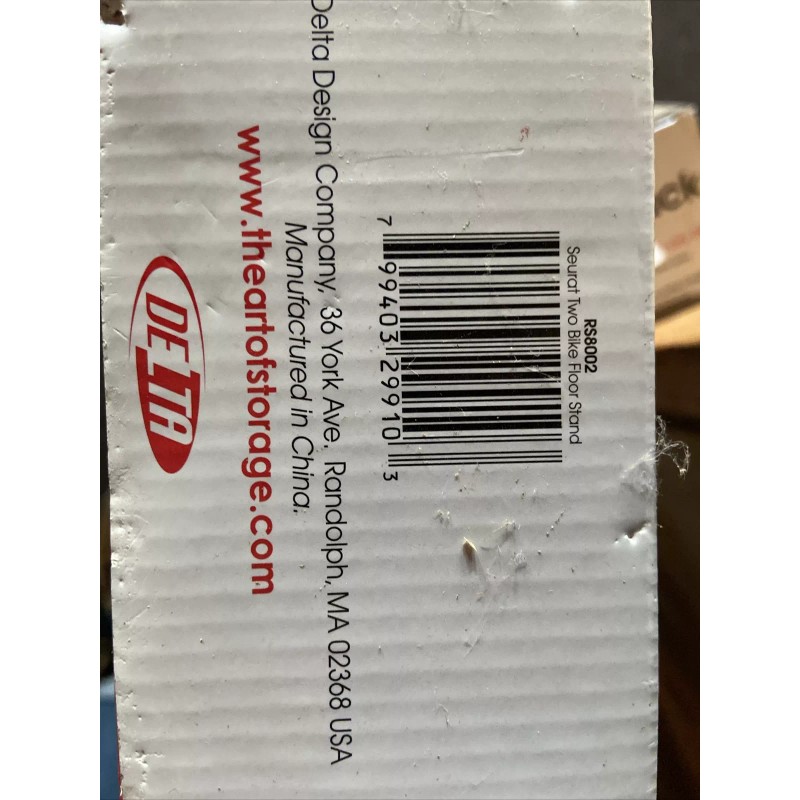 RS8002
Seurat Two Bike Floor Stand
7 99403 29910 3
Delta Design Company, 36 York Ave, Randolph, MA 02368 USA
Manufactured in China.
www.theartofstorage.com
DELTA